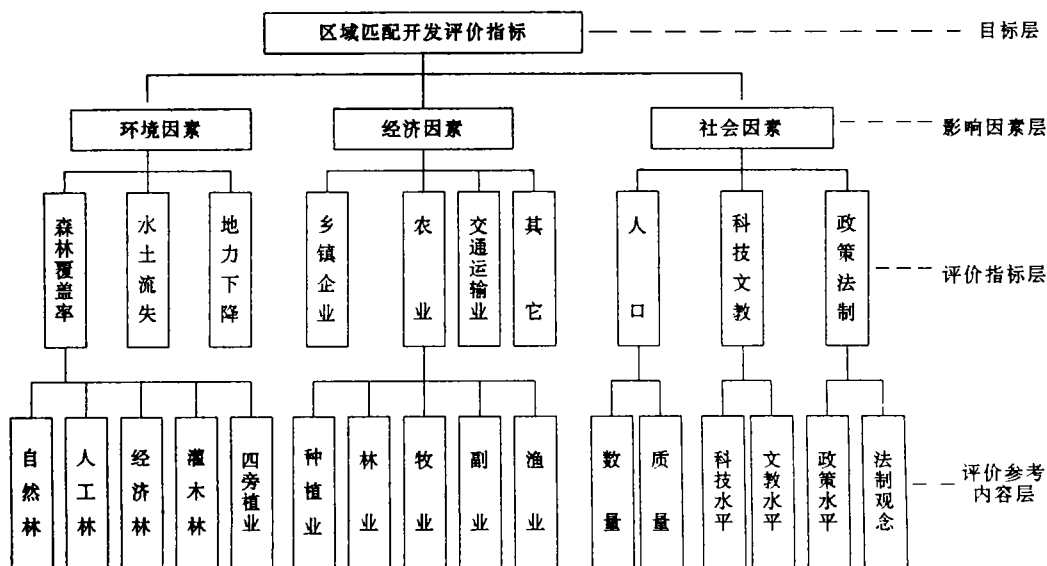 区域匹配开发评价指标
目标层
环境因素
经济因素
社会因素
影响因素层
森林覆盖率
水土流失
地力下降
乡镇企业
农业
交通运输业
其它
人口
科技文教
政策法制
评价指标层
自然林
人工林
经济林
灌木林
四旁植业
种植业
林业
牧业
副业
渔业
数量
质量
科技水平
文教水平
政策水平
法制观念
评价参考
内容层